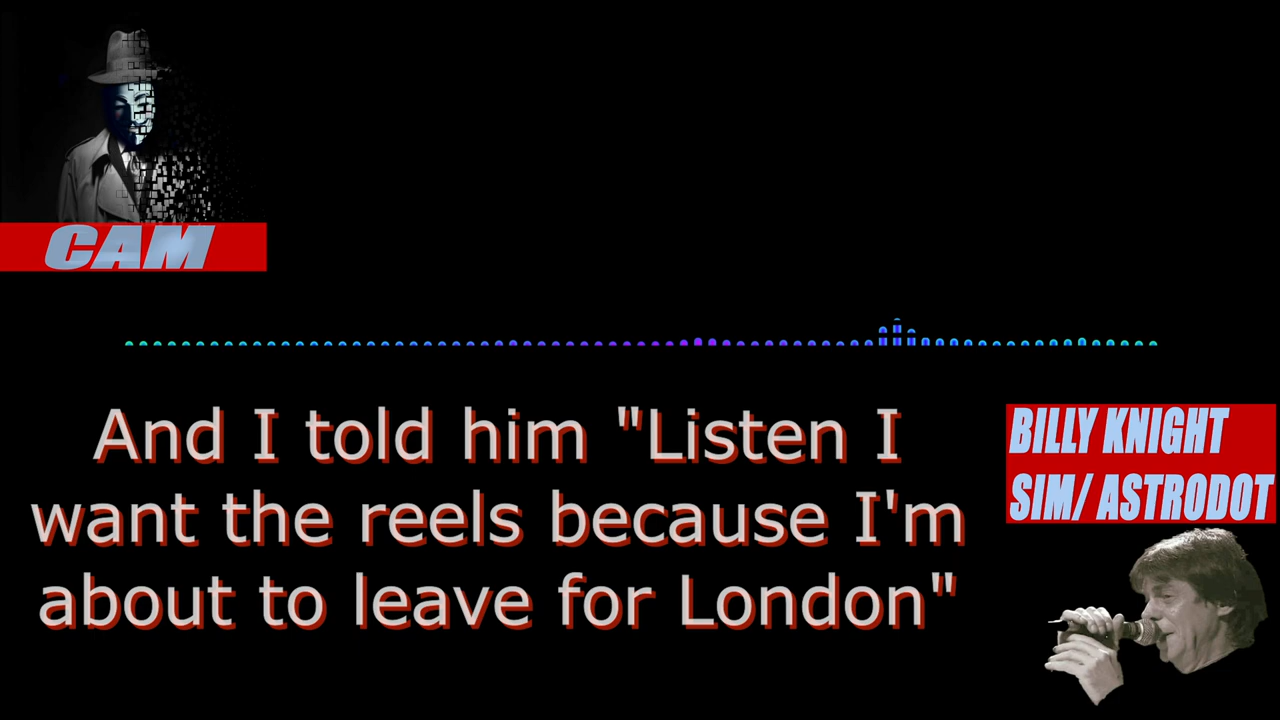 CAM
And I told him "Listen I
want the reels because I'm
about to leave for London"
BILLY KNIGHT
SIM/ ASTRODOT